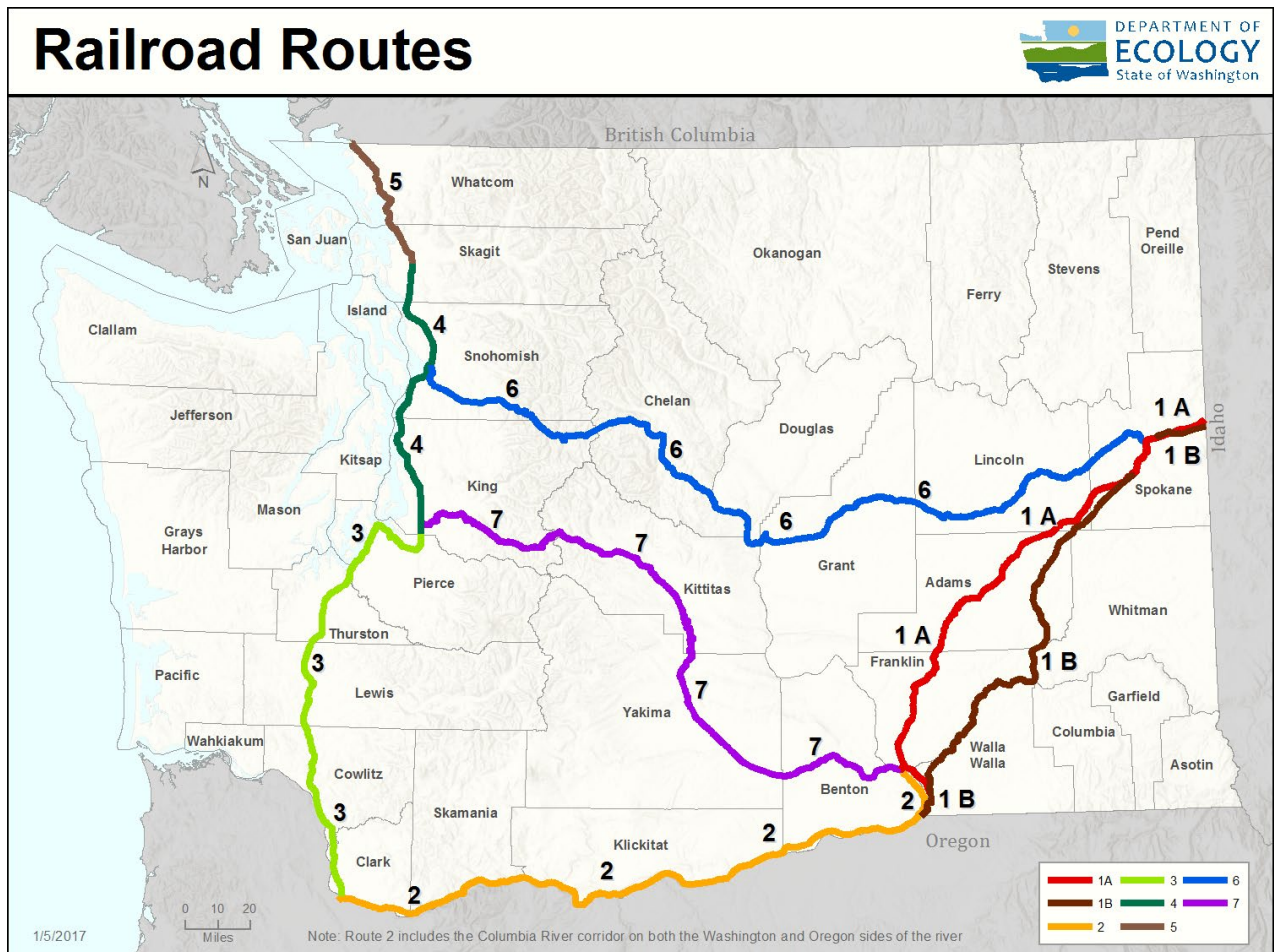 Railroad Routes
DEPARTMENT OF
ECOLOGY
State of Washington
British Columbia
N
5
Whatcom
San Juan
Skagit
Okanogan
Pend
Oreille
Stevens
Ferry
Island
Clallam
4
Snohomish
6
Chelan
Jefferson
Douglas
1 A
Idaho
4
6
1 B
Kitsap
Lincoln
King
Spokane
Mason
6
7
6
1 A
Grays
Harbor
3
7
Grant
Pierce
Kittitas
Adams
Whitman
Thurston
1 A
3
Franklin
1 B
Pacific
Lewis
7
Garfield
Yakima
Columbia
Wahkiakum
7
Walla
Walla
Asotin
Cowlitz
Benton
2
1 B
3
Skamania
2
Klickitat
Oregon
Clark
2
2
1A
3
6
1B
4
7
2
5
0 10 20
Miles
1/5/2017
Note: Route 2 includes the Columbia River corridor on both the Washington and Oregon sides of the river